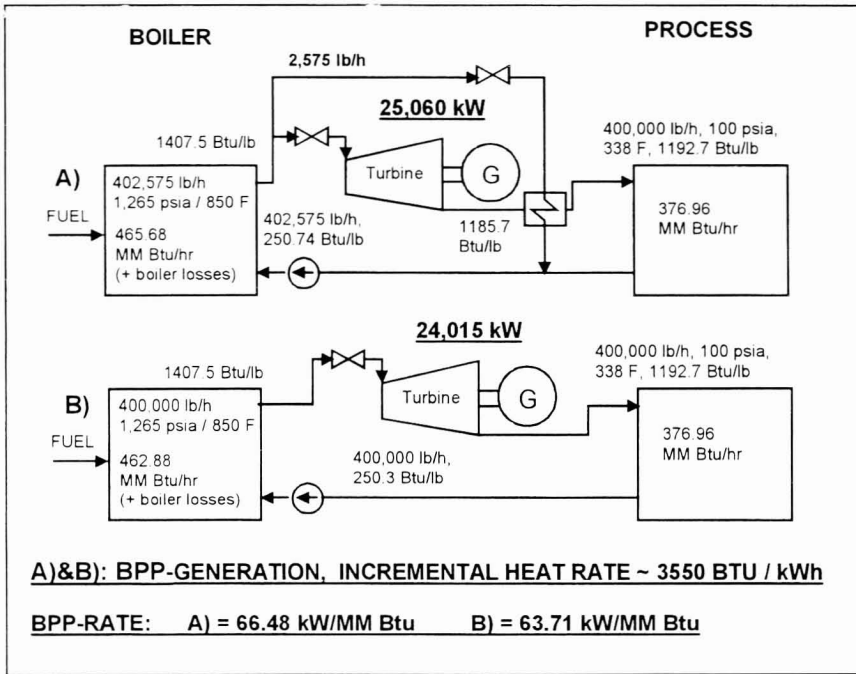 BOILER
PROCESS
2,575 lb/h
25,060 kW
1407.5 Btu/lb
400,000 lb/h, 100 psia,
338 F, 1192.7 Btu/lb
A)
402,575 lb/h
1,265 psia / 850 F
Turbine
G
FUEL
465.68
MM Btu/hr
(+ boiler losses)
402,575 lb/h,
250.74 Btu/lb
1185.7
Btu/lb
376.96
MM Btu/hr
24,015 kW
1407.5 Btu/lb
400,000 lb/h, 100 psia,
338 F, 1192.7 Btu/lb
B)
400,000 lb/h
1,265 psia / 850 F
Turbine
G
FUEL
462.88
MM Btu/hr
(+ boiler losses)
400,000 lb/h,
250.3 Btu/lb
376.96
MM Btu/hr
A)&B): BPP-GENERATION, INCREMENTAL HEAT RATE ~ 3550 BTU / kWh
BPP-RATE: A) = 66.48 kW/MM Btu B) = 63.71 kW/MM Btu